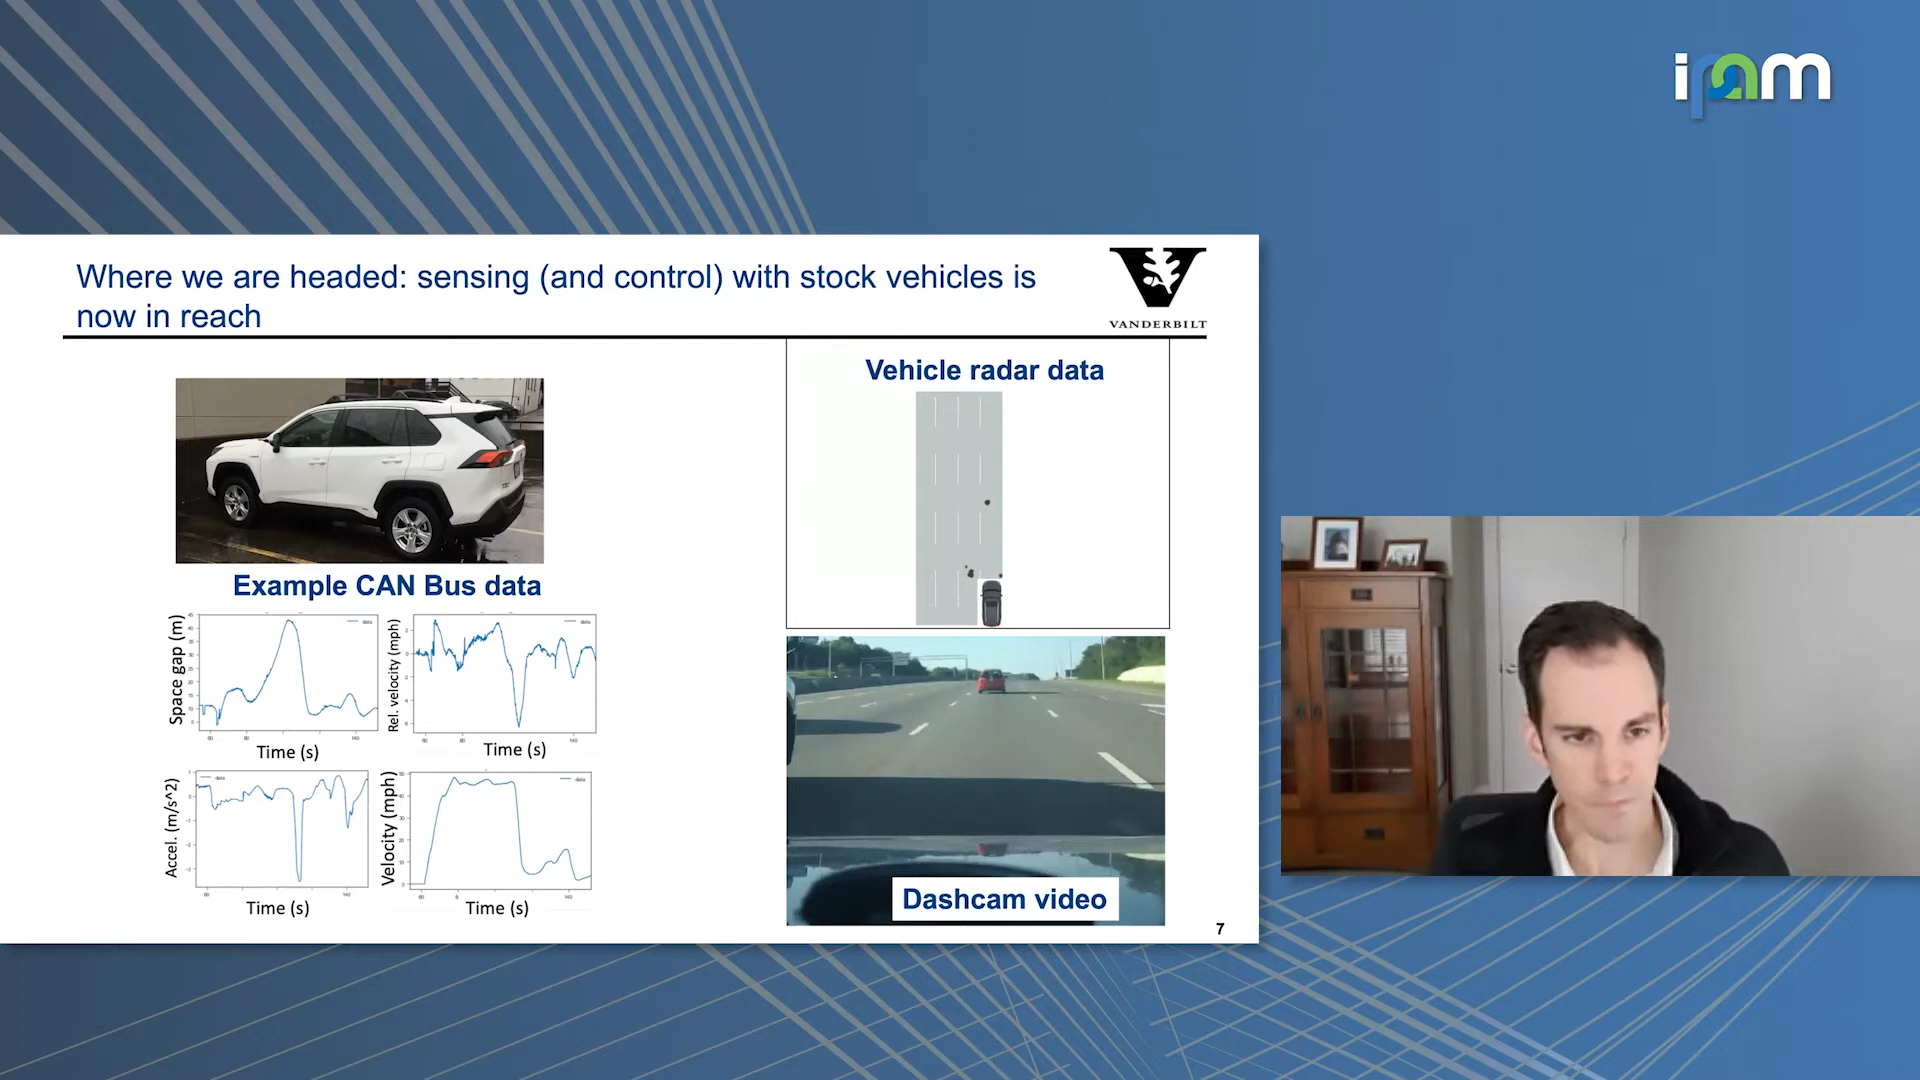 ipam
Where we are headed: sensing (and control) with stock vehicles is
now in reach
VANDERBILT
Vehicle radar data
Example CAN Bus data
Space gap (m)
Time (s)
Rel. velocity (mph)
Time (s)
Accel. (m/s^2)
Time (s)
Velocity (mph)
Time (s)
Dashcam video
7